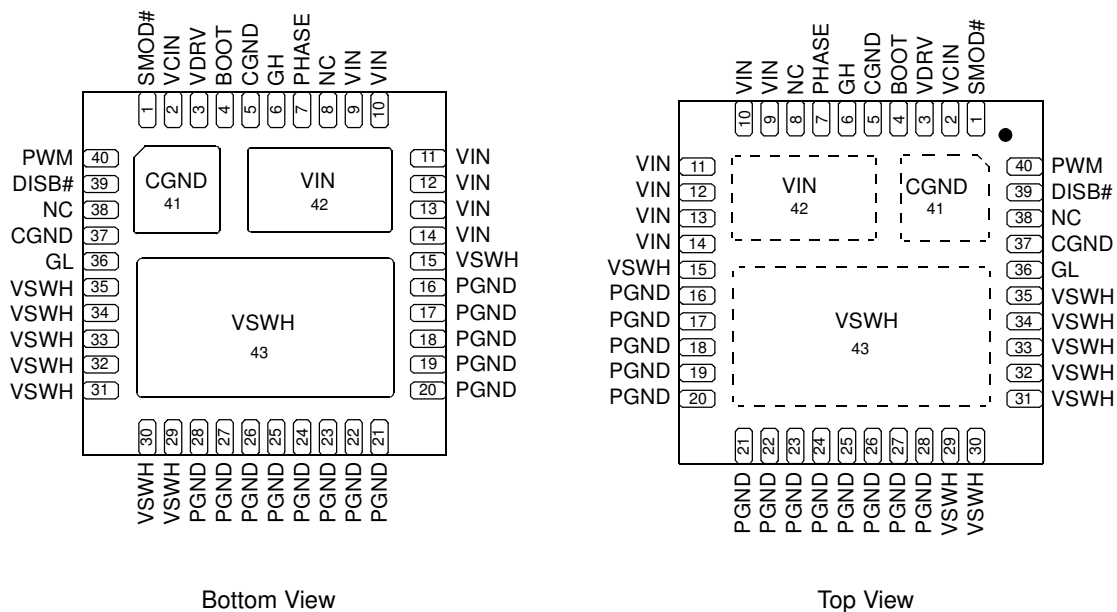 SMOD#
VCIN
VDRV
BOOT
CGND
GH
PHASE
NC
VIN
VIN
1
2
3
4
5
6
7
8
9
10
PWM 40
DISB# 39
NC 38
CGND 37
GL 36
VSWH 35
VSWH 34
VSWH 33
VSWH 32
VSWH 31
CGND
41
VIN
42
VSWH
43
11 VIN
12 VIN
13 VIN
14 VIN
15 VSWH
16 PGND
17 PGND
18 PGND
19 PGND
20 PGND
30
29
28
27
26
25
24
23
22
21
VSWH
VSWH
PGND
PGND
PGND
PGND
PGND
PGND
PGND
PGND
Bottom View
VIN
VIN
NC
PHASE
GH
CGND
BOOT
VDRV
VCIN
SMOD#
10
9
8
7
6
5
4
3
2
1
VIN 11
VIN 12
VIN 13
VIN 14
VSWH 15
PGND 16
PGND 17
PGND 18
PGND 19
PGND 20
VIN
42
CGND
41
VSWH
43
40 PWM
39 DISB#
38 NC
37 CGND
36 GL
35 VSWH
34 VSWH
33 VSWH
32 VSWH
31 VSWH
21
22
23
24
25
26
27
28
29
30
PGND
PGND
PGND
PGND
PGND
PGND
PGND
PGND
VSWH
VSWH
Top View